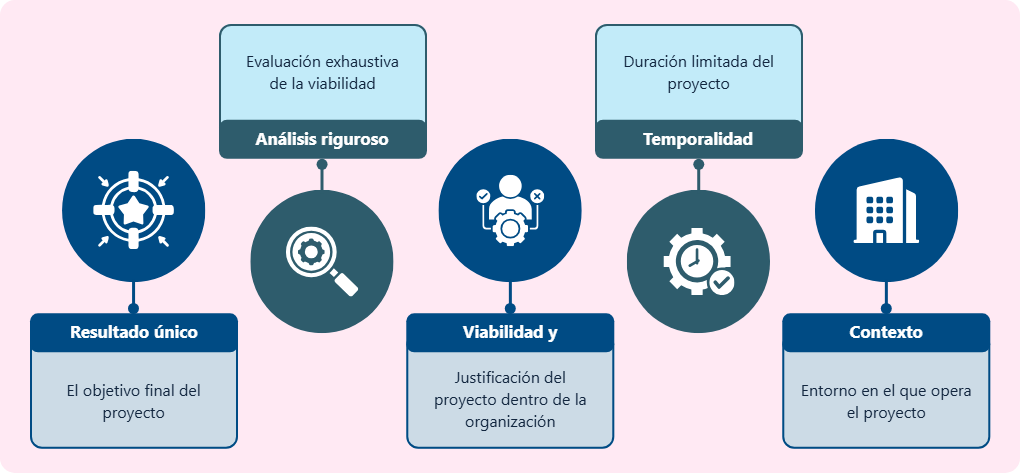 Resultado único
El objetivo final del
proyecto
Evaluación exhaustiva
de la viabilidad
Análisis riguroso
Viabilidad y
Justificación del
proyecto dentro de la
organización
Duración limitada del
proyecto
Temporalidad
Contexto
Entorno en el que opera
el proyecto